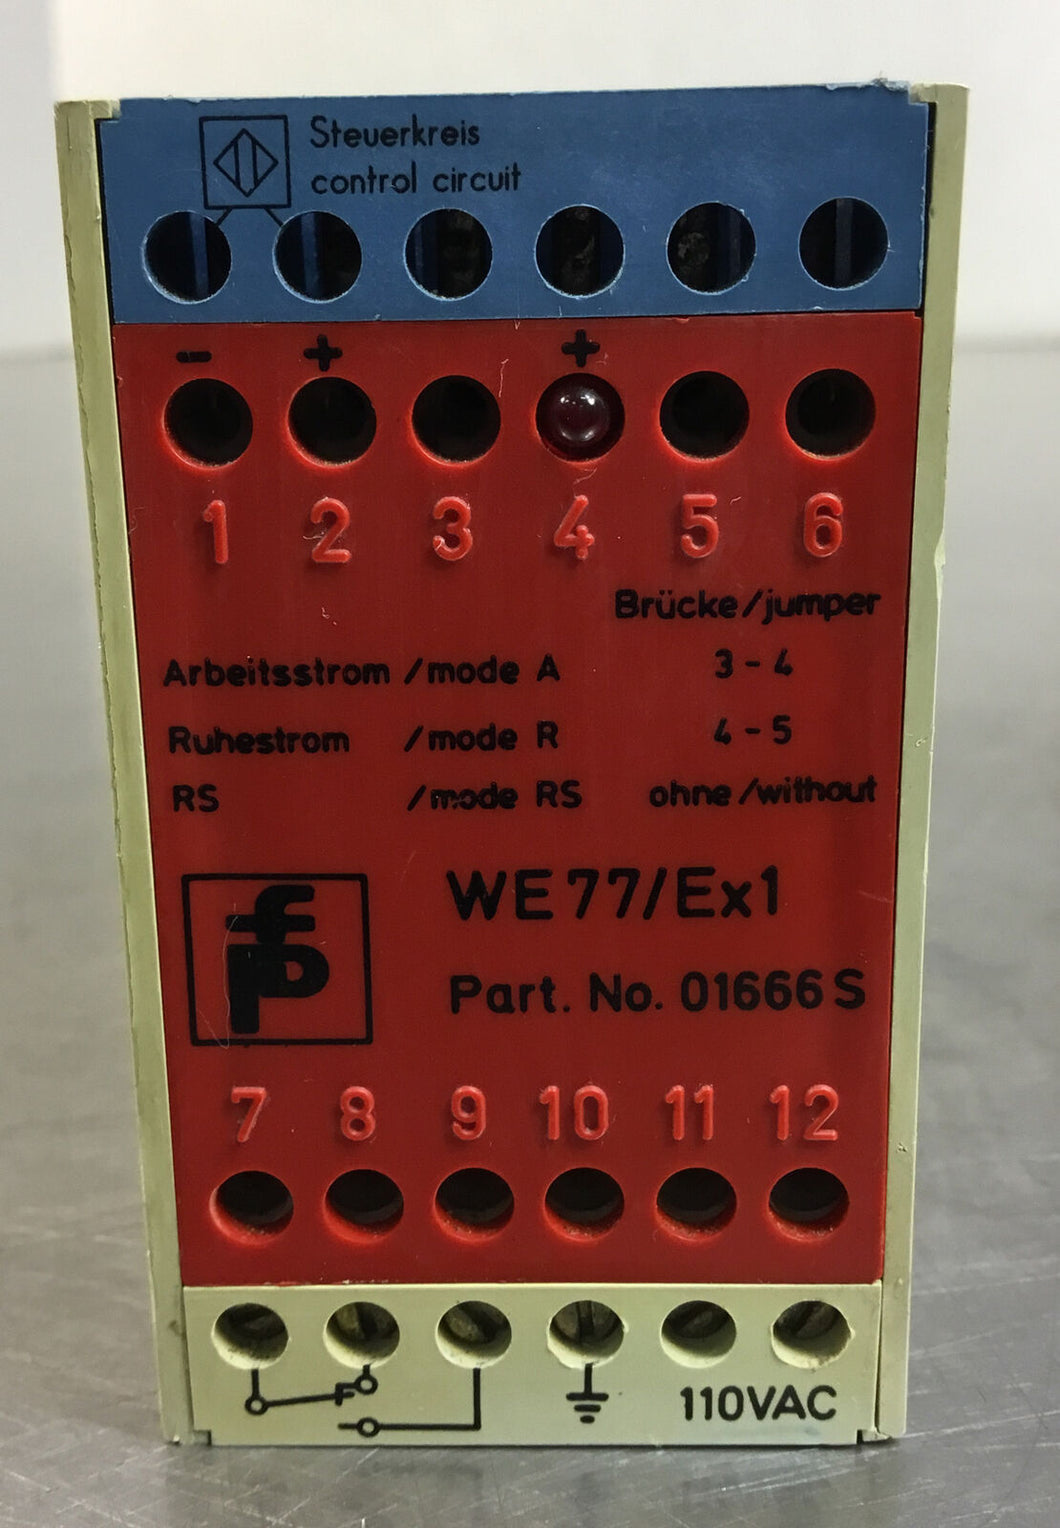 Steuerkreis
control circuit
- + +
1 2 3 4 5 6
Brücke/jumper
Arbeitsstrom /mode A 3-4
Ruhestrom /mode R 4-5
RS /mode RS ohne/without
fp
WE77/Ex1
Part. No. 01666S
7 8 9 10 11 12
110VAC